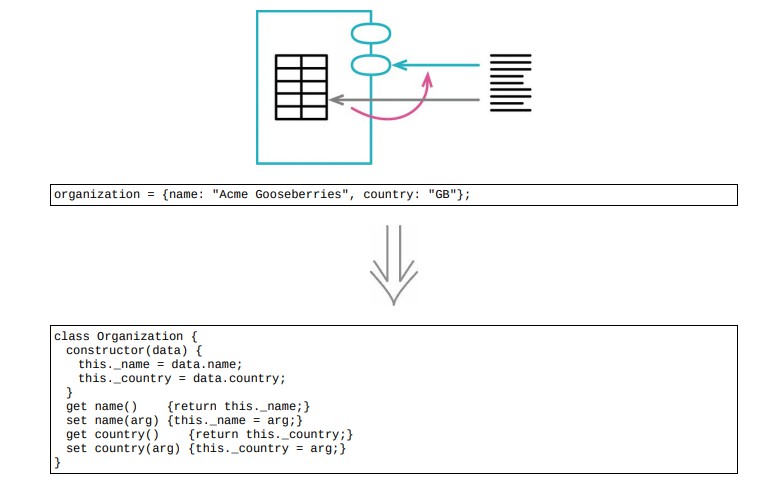 organization = {name: "Acme Gooseberries", country: "GB"};
class Organization {
  constructor(data) {
    this._name = data.name;
    this._country = data.country;
  }
  get name()    {return this._name;}
  set name(arg) {this._name = arg;}
  get country()    {return this._country;}
  set country(arg) {this._country = arg;}
}